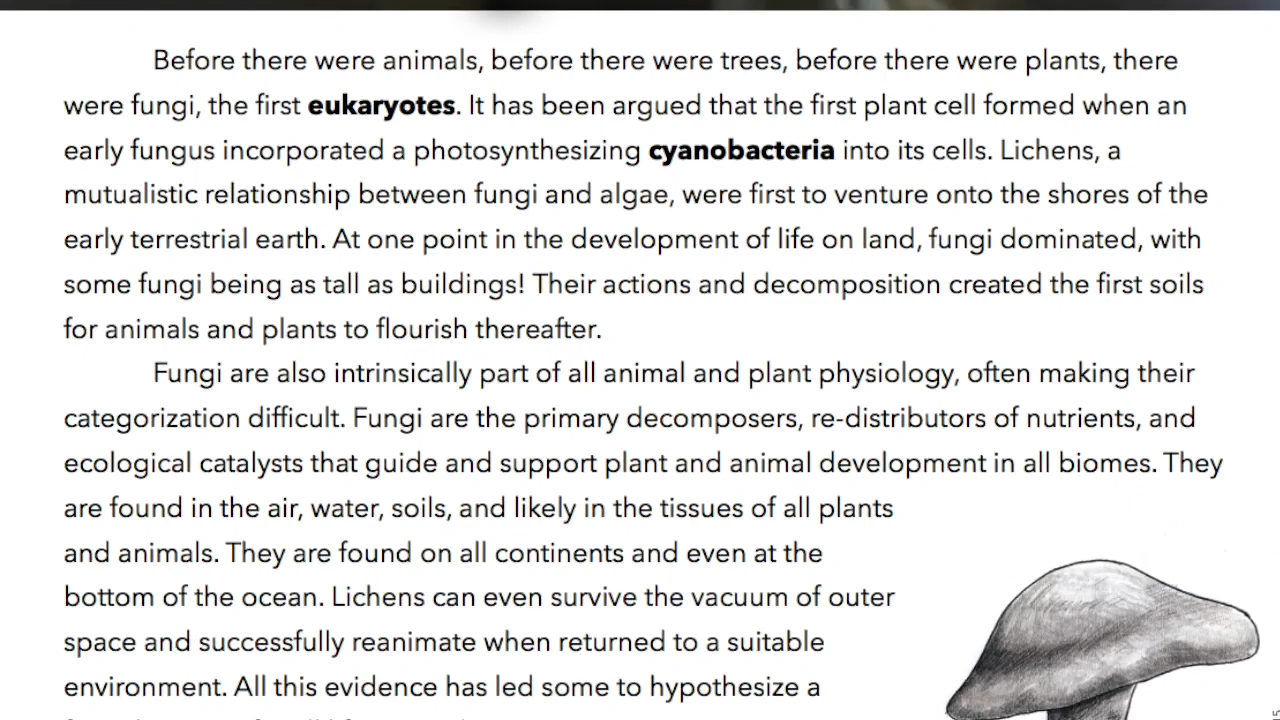 Before there were animals, before there were trees, before there were plants, there
were fungi, the first eukaryotes. It has been argued that the first plant cell formed when an
early fungus incorporated a photosynthesizing cyanobacteria into its cells. Lichens, a
mutualistic relationship between fungi and algae, were first to venture onto the shores of the
early terrestrial earth. At one point in the development of life on land, fungi dominated, with
some fungi being as tall as buildings! Their actions and decomposition created the first soils
for animals and plants to flourish thereafter.
Fungi are also intrinsically part of all animal and plant physiology, often making their
categorization difficult. Fungi are the primary decomposers, re-distributors of nutrients, and
ecological catalysts that guide and support plant and animal development in all biomes. They
are found in the air, water, soils, and likely in the tissues of all plants
and animals. They are found on all continents and even at the
bottom of the ocean. Lichens can even survive the vacuum of outer
space and successfully reanimate when returned to a suitable
environment. All this evidence has led some to hypothesize a